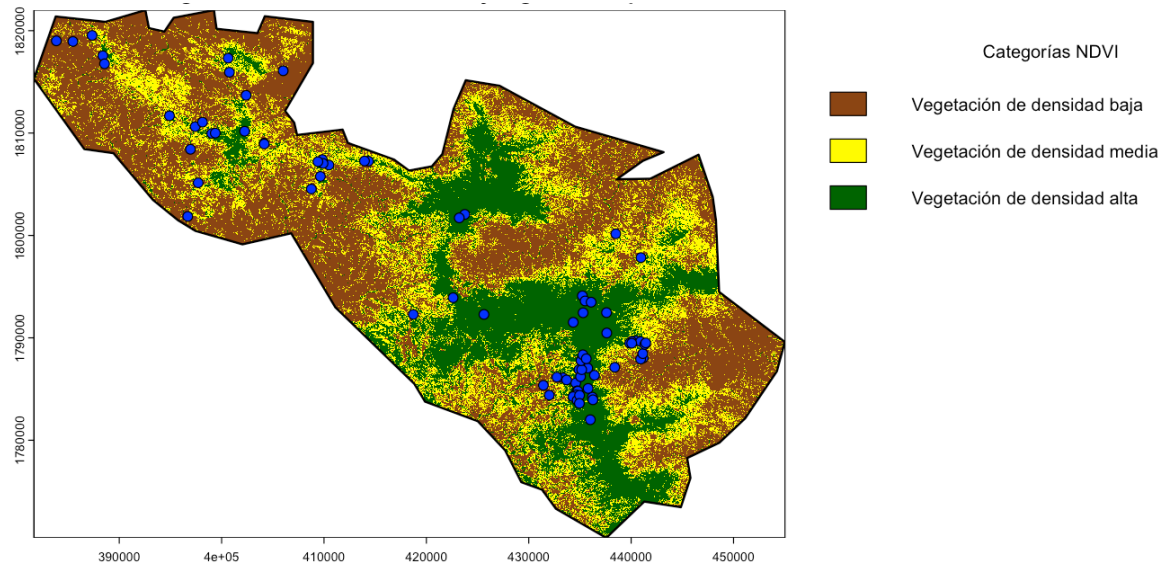 Categorías NDVI
Vegetación de densidad baja
Vegetación de densidad media
Vegetación de densidad alta
1820000
1810000
1800000
1790000
1780000
390000 4e+05 410000 420000 430000 440000 450000